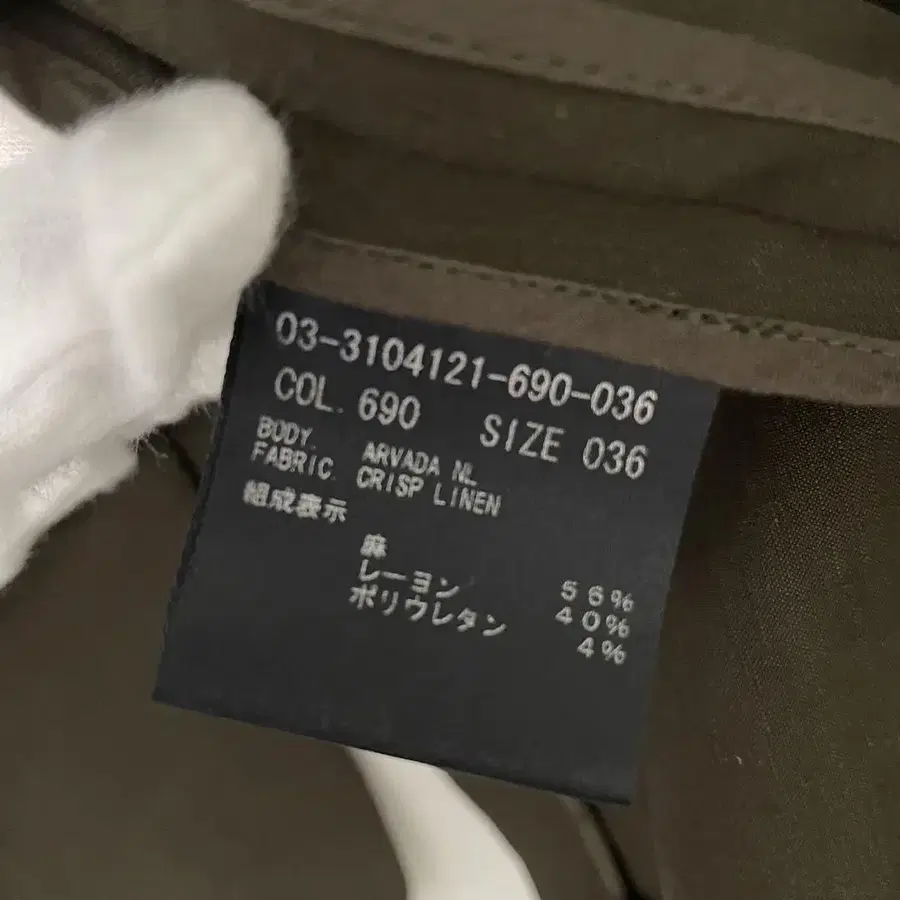 03-3104121-690-036
COL. 690 SIZE 036
BODY. ARVADA NL
FABRIC. CRISP LINEN
組成表示
麻 56%
レーヨン 40%
ポリウレタン 4%